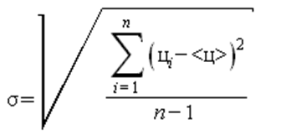 σ = √( ∑_{i=1}^{n} (цᵢ − <ц>)² / (n − 1) )